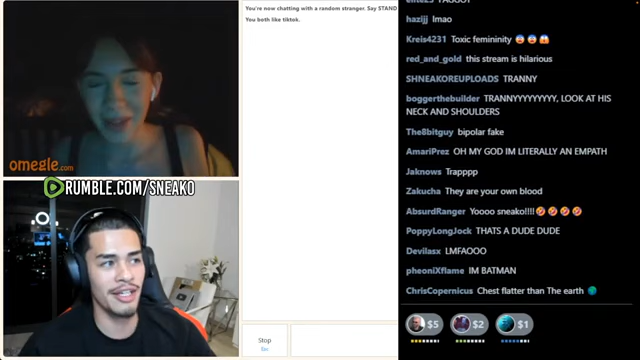 You're now chatting with a random stranger. Say STAND
You both like tiktok.
omegle.com
RUMBLE.COM/SNEAKO
Stop
Esc
hazijj lmao
Kreis4231 Toxic femininity 😨😨😱
red_and_gold this stream is hilarious
SHNEAKOREUPLOADS TRANNY
boggerthebuilder TRANNYYYYYYYYY, LOOK AT HIS
NECK AND SHOULDERS
The8bitguy bipolar fake
AmariPrez OH MY GOD IM LITERALLY AN EMPATH
Jaknows Trapppp
Zakucha They are your own blood
AbsurdRanger Yoooo sneako!!!!🤣🤣🤣🤣
PoppyLongJock THATS A DUDE DUDE
Devilasx LMFAOOO
pheoniXflame IM BATMAN
ChrisCopernicus Chest flatter than The earth 🌍
$5
$2
$1